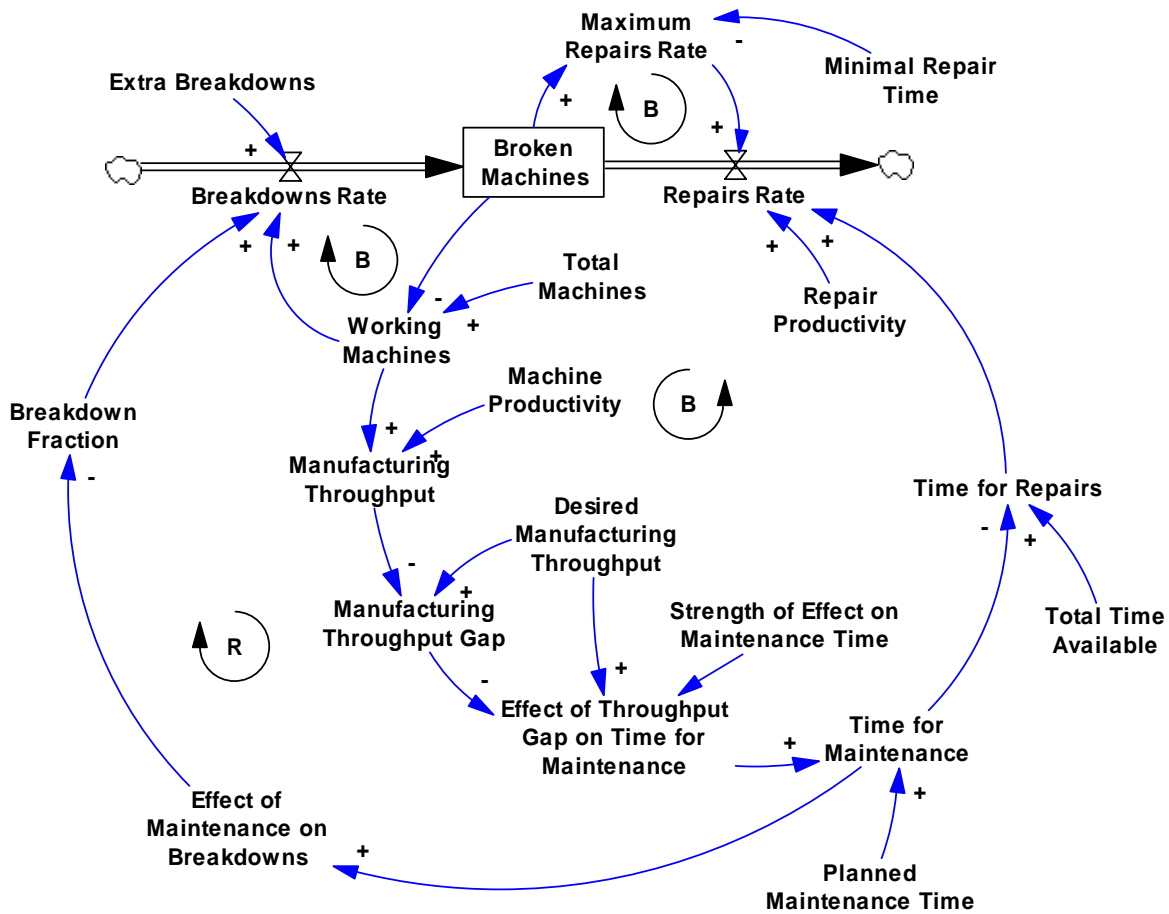 Maximum
Repairs Rate
-
Minimal Repair
Time
Extra Breakdowns
+
B
+
+
Broken
Machines
Breakdowns Rate
Repairs Rate
+
+
B
Total
Machines
+
+
-
+
Repair
Productivity
Working
Machines
Machine
Productivity
B
Breakdown
Fraction
+
+
-
Manufacturing
Throughput
Time for Repairs
Desired
Manufacturing
Throughput
-
+
-
+
Manufacturing
Throughput Gap
Strength of Effect on
Maintenance Time
Total Time
Available
R
-
+
Effect of Throughput
Gap on Time for
Maintenance
+
Time for
Maintenance
+
Effect of
Maintenance on
Breakdowns
+
Planned
Maintenance Time